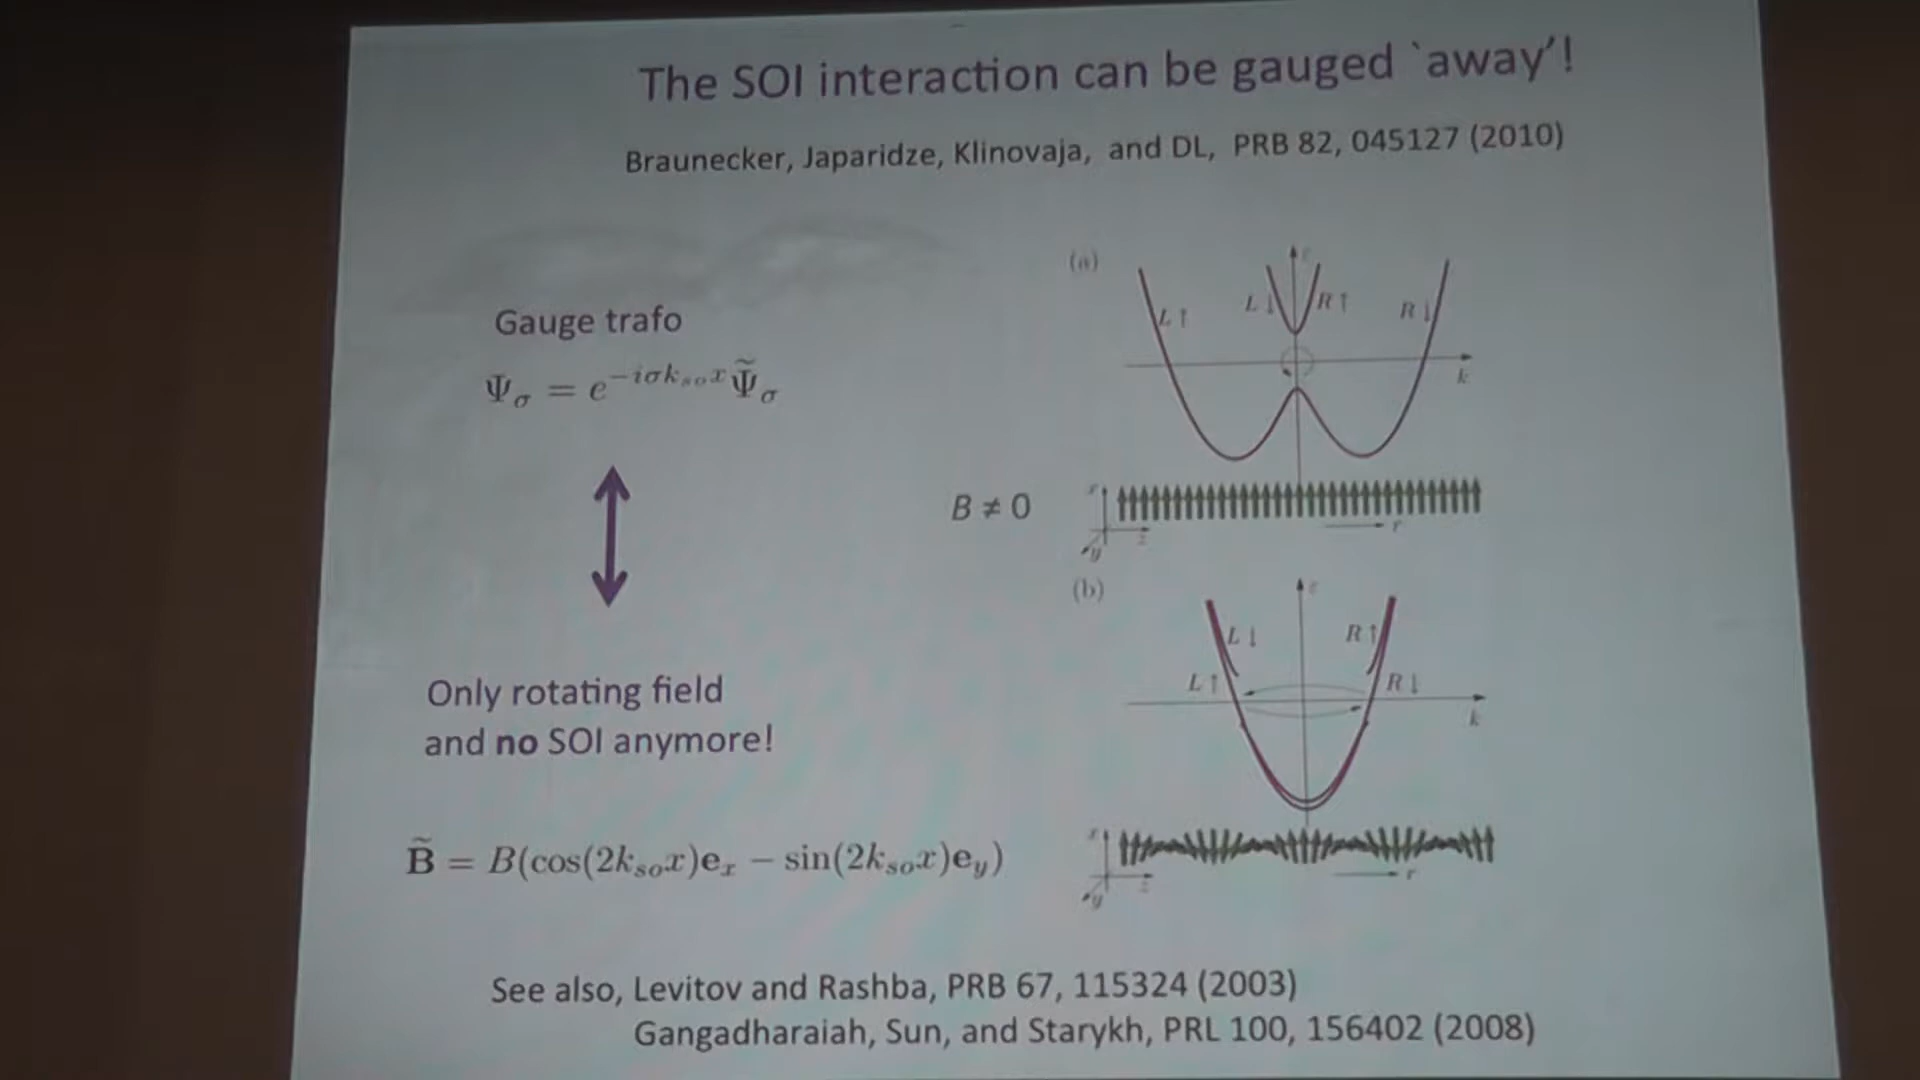 The SOI interaction can be gauged `away'!
Braunecker, Japaridze, Klinovaja, and DL, PRB 82, 045127 (2010)
Gauge trafo
Ψ_σ = e^{-iσk_{so}x} Ψ̃_σ
Only rotating field
and no SOI anymore!
B̃ = B(cos(2k_{so}x)e_x − sin(2k_{so}x)e_y)
B ≠ 0
(a)
ε
L↑
L↓
R↑
R↓
k
y
z
r
(b)
ε
L↓
R↑
L↑
R↓
k
y
z
r
See also, Levitov and Rashba, PRB 67, 115324 (2003)
Gangadharaiah, Sun, and Starykh, PRL 100, 156402 (2008)